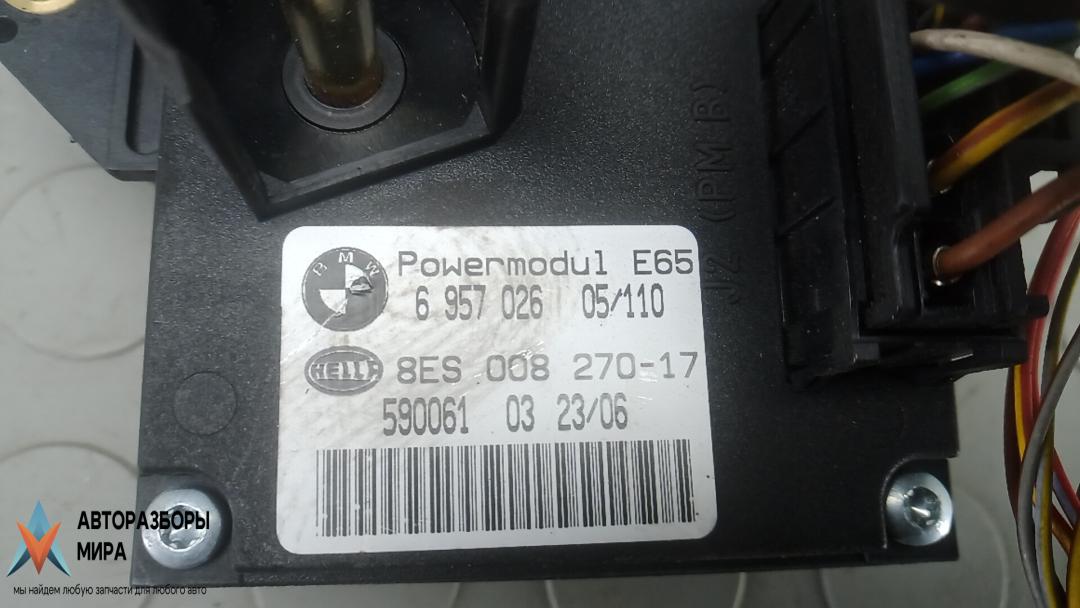 J2 (PM B)
BMW
Powermodul E65
6 957 026 05/110
HELLA
8ES 008 270-17
590061 03 23/06
АВТОРАЗБОРЫ
МИРА
мы найдем любую запчасти для любого авто